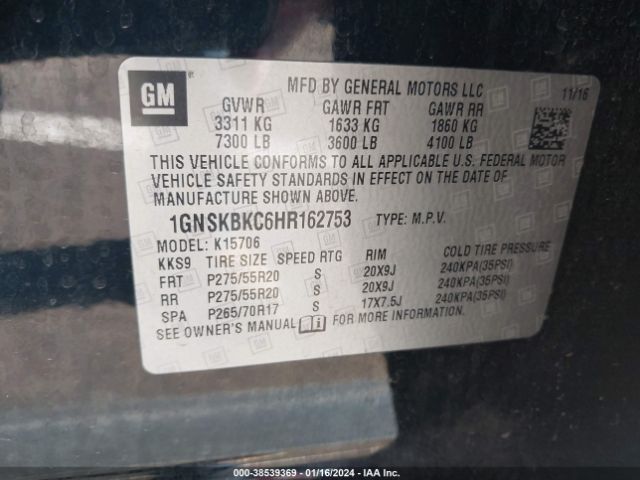 GM
MFD BY GENERAL MOTORS LLC 11/16
GVWR GAWR FRT GAWR RR
3311 KG 1633 KG 1860 KG
7300 LB 3600 LB 4100 LB
THIS VEHICLE CONFORMS TO ALL APPLICABLE U.S. FEDERAL MOTOR
VEHICLE SAFETY STANDARDS IN EFFECT ON THE DATE OF
MANUFACTURE SHOWN ABOVE.
1GNSKBKC6HR162753 TYPE: M.P.V.
MODEL: K15706
KKS9 TIRE SIZE SPEED RTG RIM COLD TIRE PRESSURE
FRT P275/55R20 S 20X9J 240KPA(35PSI)
RR P275/55R20 S 20X9J 240KPA(35PSI)
SPA P265/70R17 S 17X7.5J 240KPA(35PSI)
SEE OWNER'S MANUAL FOR MORE INFORMATION.
000-38539369 - 01/16/2024 - IAA Inc.